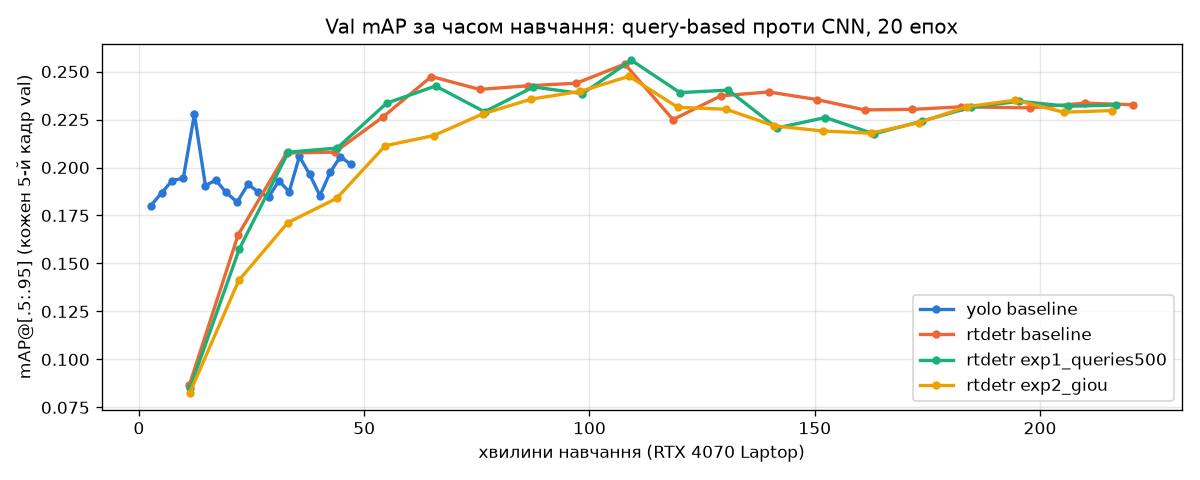 Val mAP за часом навчання: query-based проти CNN, 20 епох
mAP@[.5:.95] (кожен 5-й кадр val)
0.250
0.225
0.200
0.175
0.150
0.125
0.100
0.075
yolo baseline
rtdetr baseline
rtdetr exp1_queries500
rtdetr exp2_giou
0 50 100 150 200
хвилини навчання (RTX 4070 Laptop)